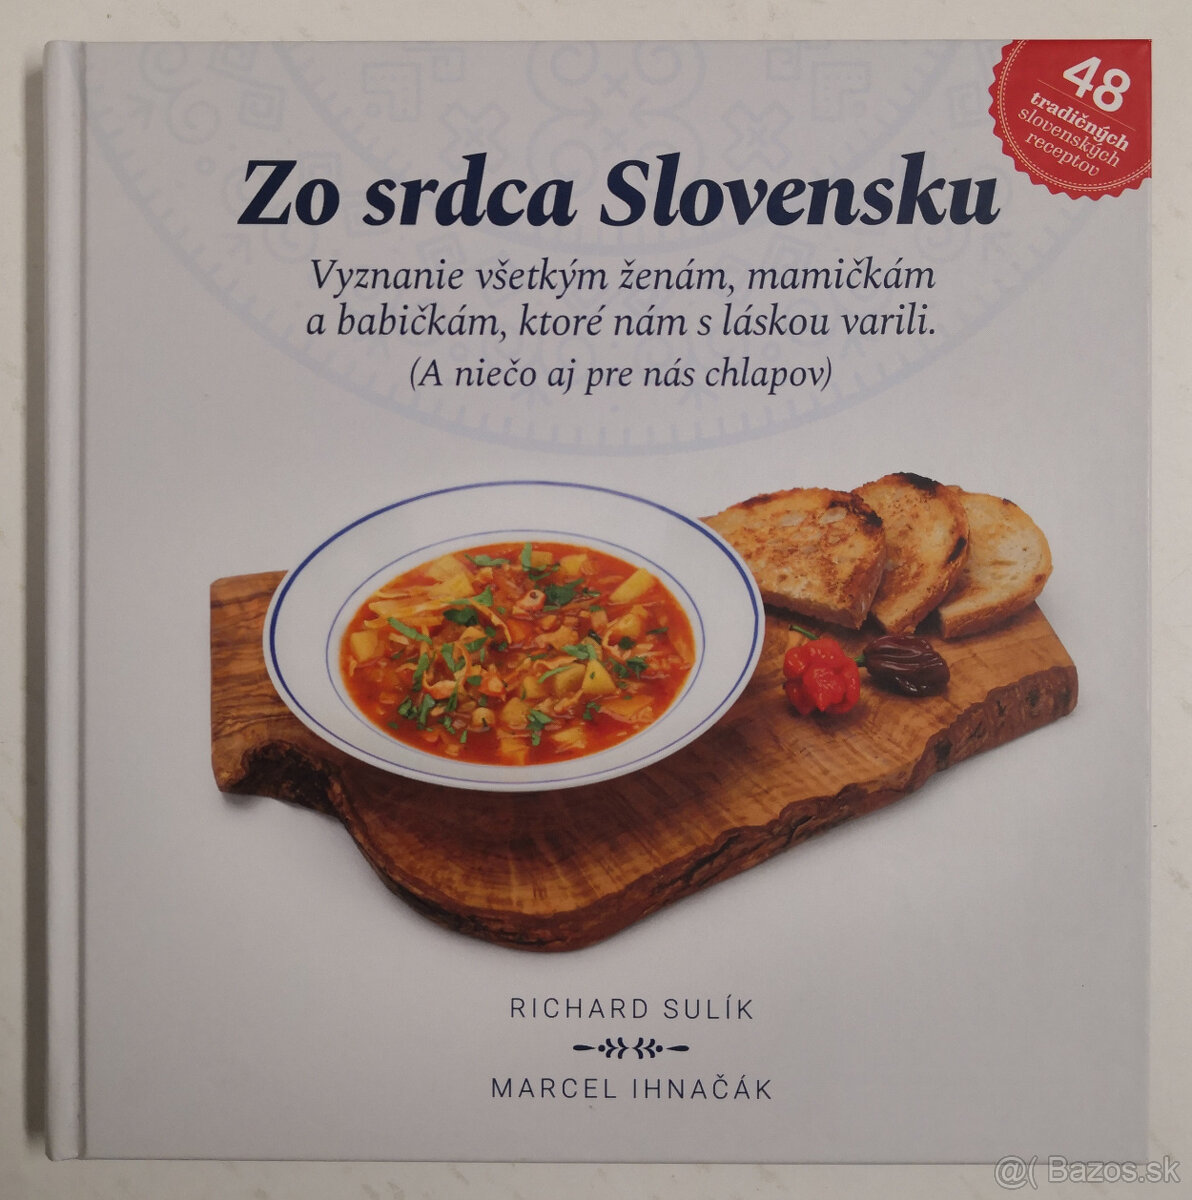 48
tradičných
slovenských
receptov
Zo srdca Slovensku
Vyznanie všetkým ženám, mamičkám
a babičkám, ktoré nám s láskou varili.
(A niečo aj pre nás chlapov)
RICHARD SULÍK
MARCEL IHNAČÁK
@( Bazos.sk